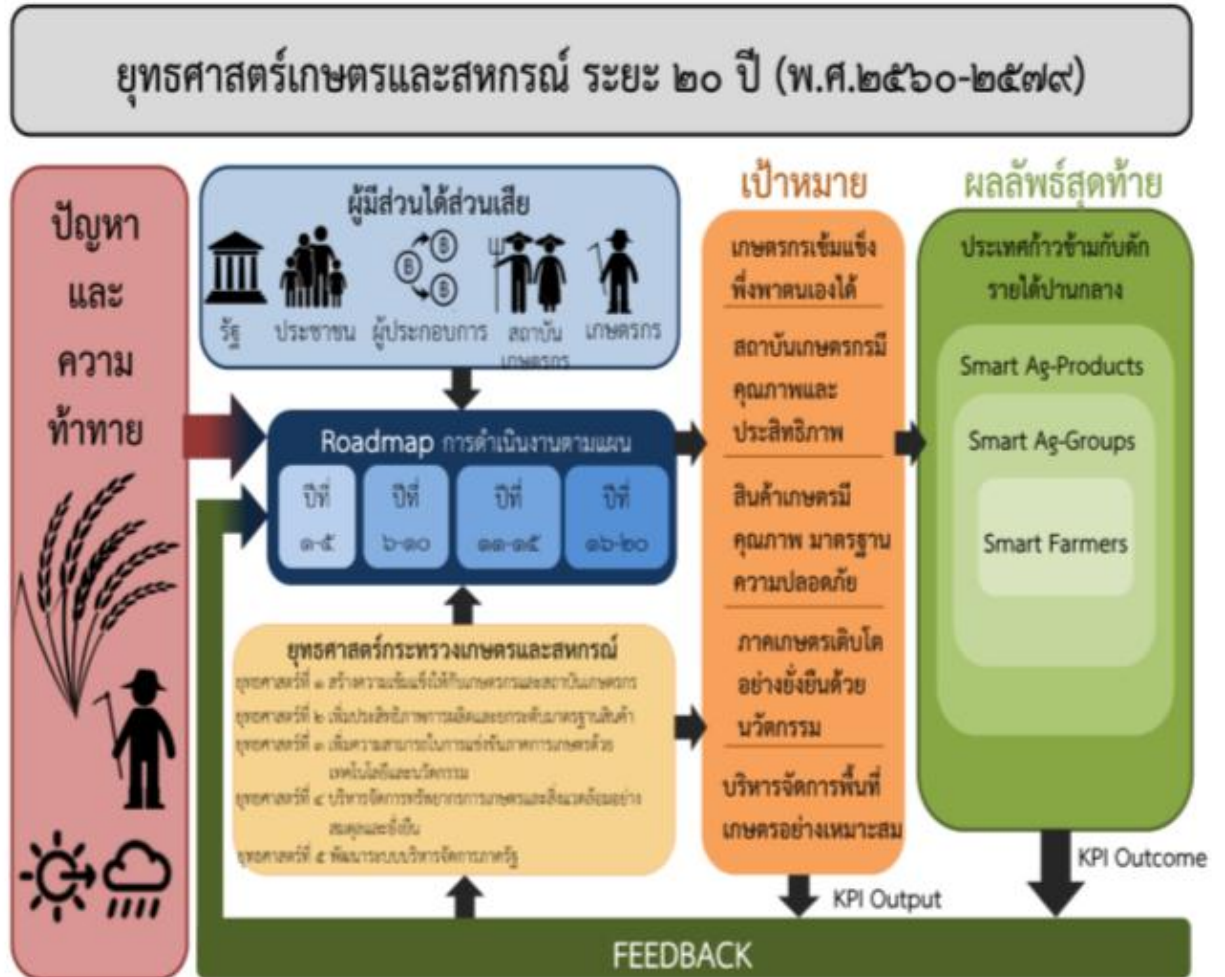 ยุทธศาสตร์เกษตรและสหกรณ์ ระยะ ๒๐ ปี (พ.ศ.๒๕๖๐-๒๕๗๙)
ปัญหา
และ
ความ
ท้าทาย
ผู้มีส่วนได้ส่วนเสีย
รัฐ
ประชาชน
ผู้ประกอบการ
สถาบัน
เกษตรกร
เกษตรกร
Roadmap การดำเนินงานตามแผน
ปีที่
๑-๕
ปีที่
๖-๑๐
ปีที่
๑๑-๑๕
ปีที่
๑๖-๒๐
ยุทธศาสตร์กระทรวงเกษตรและสหกรณ์
ยุทธศาสตร์ที่ ๑ สร้างความเข้มแข็งให้กับเกษตรกรและสถาบันเกษตรกร
ยุทธศาสตร์ที่ ๒ เพิ่มประสิทธิภาพการผลิตและยกระดับมาตรฐานสินค้า
ยุทธศาสตร์ที่ ๓ เพิ่มความสามารถในการแข่งขันภาคการเกษตรด้วย
เทคโนโลยีและนวัตกรรม
ยุทธศาสตร์ที่ ๔ บริหารจัดการทรัพยากรการเกษตรและสิ่งแวดล้อมอย่าง
สมดุลและยั่งยืน
ยุทธศาสตร์ที่ ๕ พัฒนาระบบบริหารจัดการภาครัฐ
เป้าหมาย
เกษตรกรเข้มแข็ง
พึ่งพาตนเองได้
สถาบันเกษตรกรมี
คุณภาพและ
ประสิทธิภาพ
สินค้าเกษตรมี
คุณภาพ มาตรฐาน
ความปลอดภัย
ภาคเกษตรเติบโต
อย่างยั่งยืนด้วย
นวัตกรรม
บริหารจัดการพื้นที่
เกษตรอย่างเหมาะสม
ผลลัพธ์สุดท้าย
ประเทศก้าวข้ามกับดัก
รายได้ปานกลาง
Smart Ag-Products
Smart Ag-Groups
Smart Farmers
KPI Output
KPI Outcome
FEEDBACK